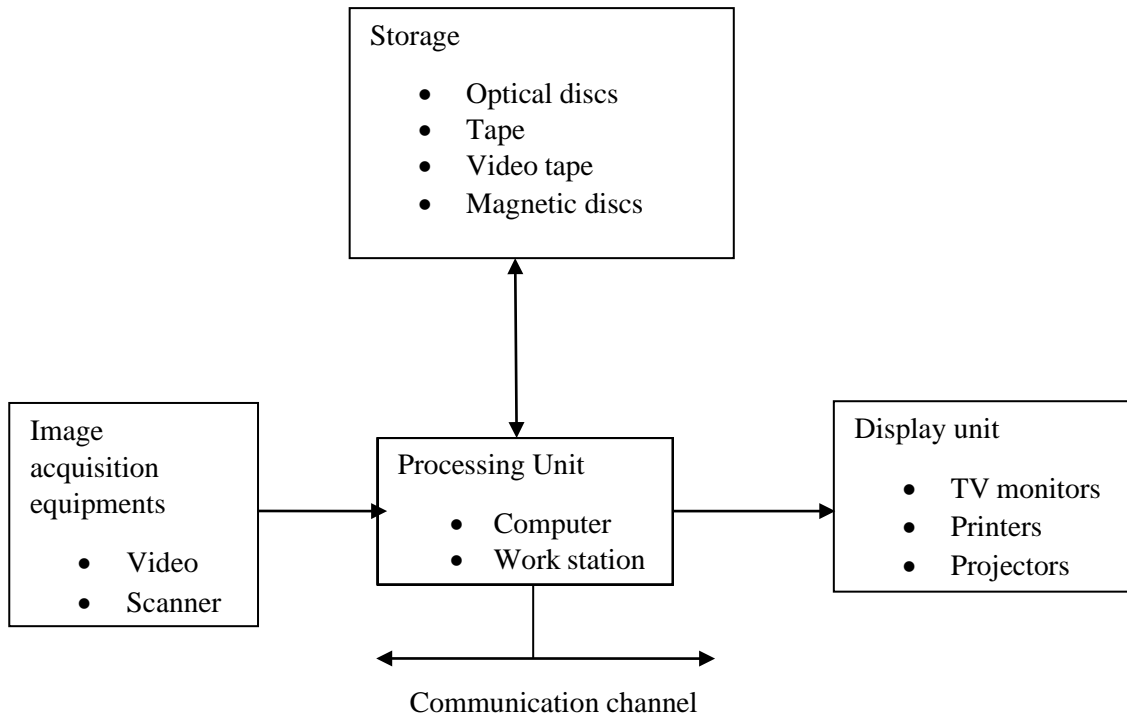 Storage
• Optical discs
• Tape
• Video tape
• Magnetic discs
Image
acquisition
equipments
• Video
• Scanner
Processing Unit
• Computer
• Work station
Display unit
• TV monitors
• Printers
• Projectors
Communication channel